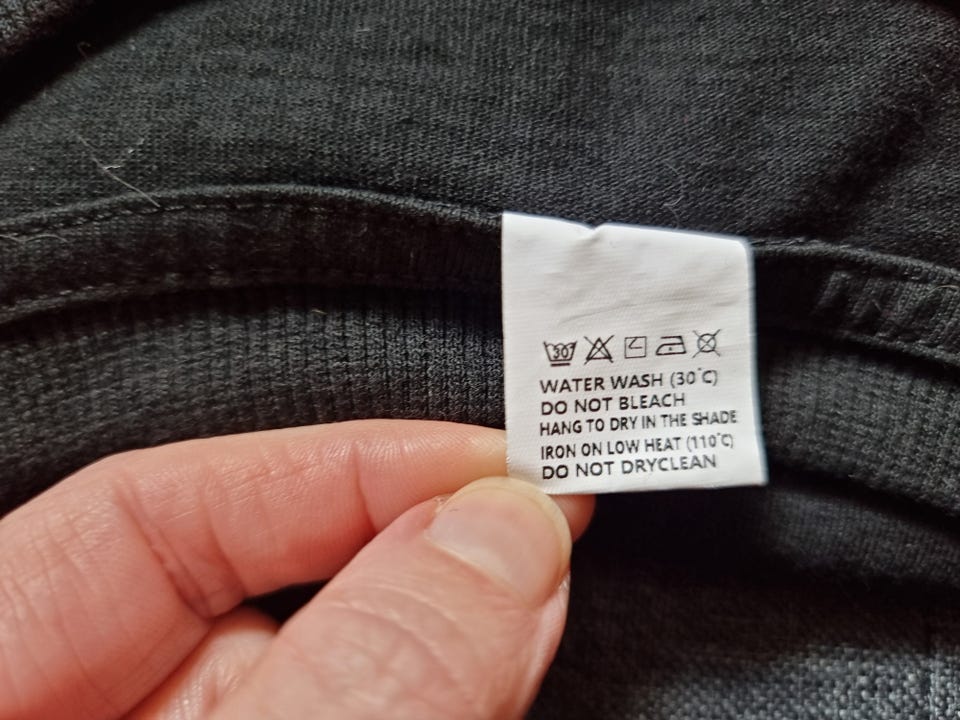 30
WATER WASH (30°C)
DO NOT BLEACH
HANG TO DRY IN THE SHADE
IRON ON LOW HEAT (110°C)
DO NOT DRYCLEAN